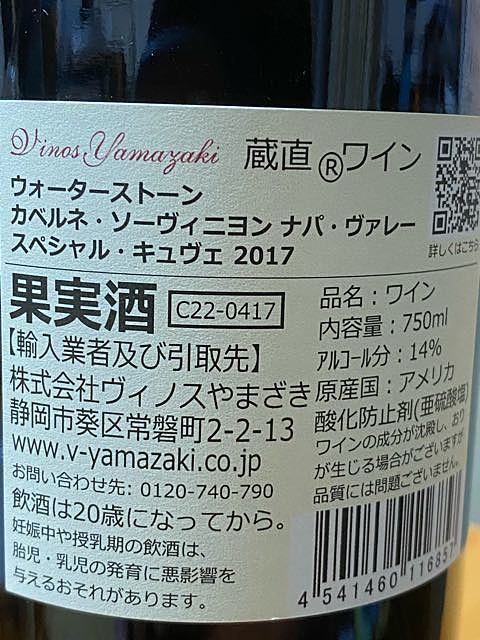 Vinos Yamazaki 蔵直®ワイン
詳しくはこちら
ウォーターストーン
カベルネ・ソーヴィニヨン ナパ・ヴァレー
スペシャル・キュヴェ 2017
果実酒 C22-0417
【輸入業者及び引取先】
株式会社ヴィノスやまざき
静岡市葵区常磐町2-2-13
www.v-yamazaki.co.jp
お問い合わせ先: 0120-740-790
飲酒は20歳になってから。
妊娠中や授乳期の飲酒は、
胎児・乳児の発育に悪影響を
与えるおそれがあります。
品名：ワイン
内容量：750ml
アルコール分：14%
原産国：アメリカ
酸化防止剤(亜硫酸塩)
ワインの成分が沈殿し、おり
が生じる場合がございますが
品質には問題ございません。
4 541460 116857